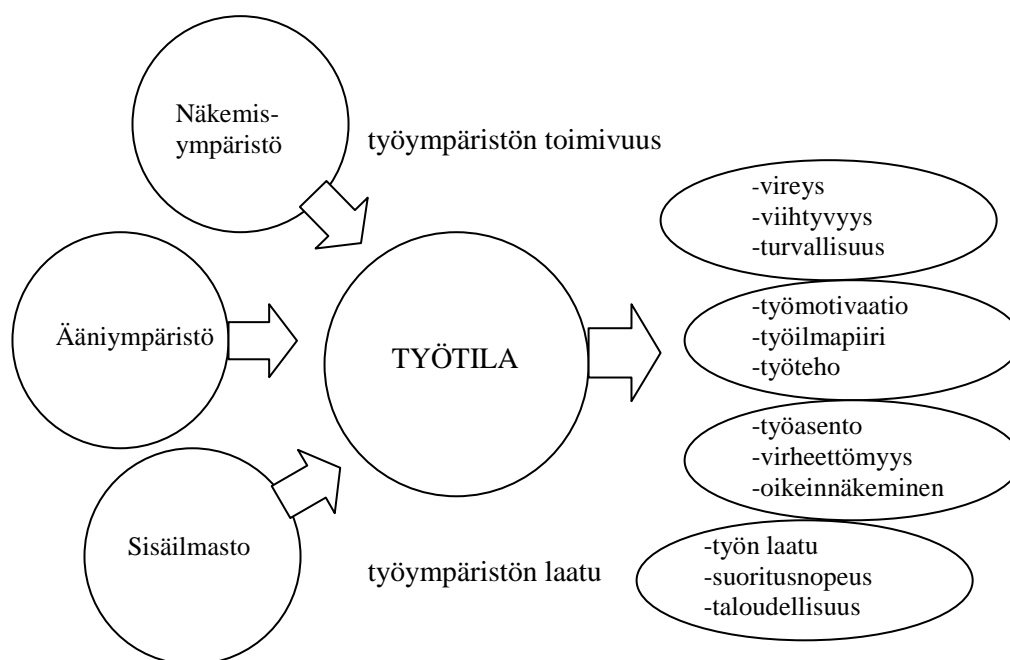 Näkemis-
ympäristö
työympäristön toimivuus
-vireys
-viihtyvyys
-turvallisuus
Ääniympäristö
TYÖTILA
-työmotivaatio
-työilmapiiri
-työteho
-työasento
-virheettömyys
-oikeinnäkeminen
Sisäilmasto
työympäristön laatu
-työn laatu
-suoritusnopeus
-taloudellisuus